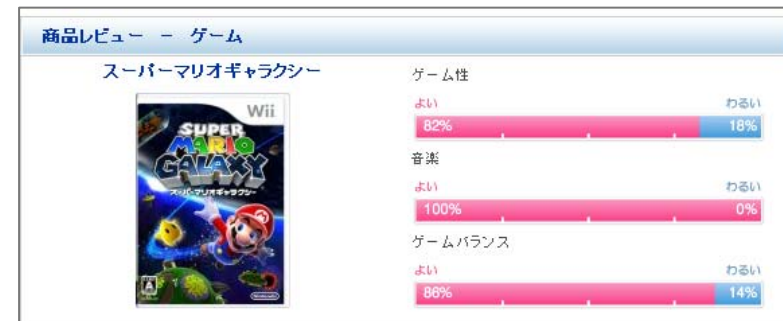 商品レビュー － ゲーム
スーパーマリオギャラクシー
Wii
SUPER
MARIO
GALAXY
スーパーマリオギャラクシー
A
Nintendo
ゲーム性
よい わるい
82% 18%
音楽
よい わるい
100% 0%
ゲームバランス
よい わるい
86% 14%